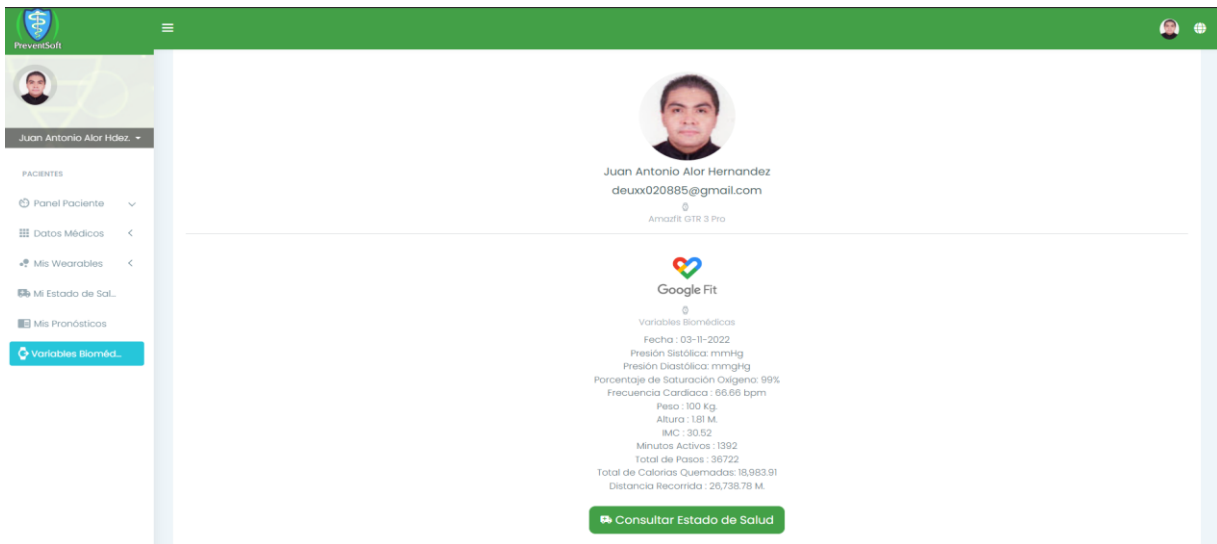 PreventSoft
Juan Antonio Alor Hdez.
PACIENTES
Panel Paciente
Datos Médicos
Mis Wearables
Mi Estado de Sal...
Mis Pronósticos
Variables Bioméd...
Juan Antonio Alor Hernandez
deuxx020885@gmail.com
Amazfit GTR 3 Pro
Google Fit
Variables Biomédicas
Fecha : 03-11-2022
Presión Sistólica: mmHg
Presión Diastólica: mmgHg
Porcentaje de Saturación Oxigeno: 99%
Frecuencia Cardiaca : 66.66 bpm
Peso : 100 Kg.
Altura : 1.81 M.
IMC : 30.52
Minutos Activos : 1392
Total de Pasos : 36722
Total de Calorias Quemadas: 18,983.91
Distancia Recorrida : 26,738.78 M.
Consultar Estado de Salud